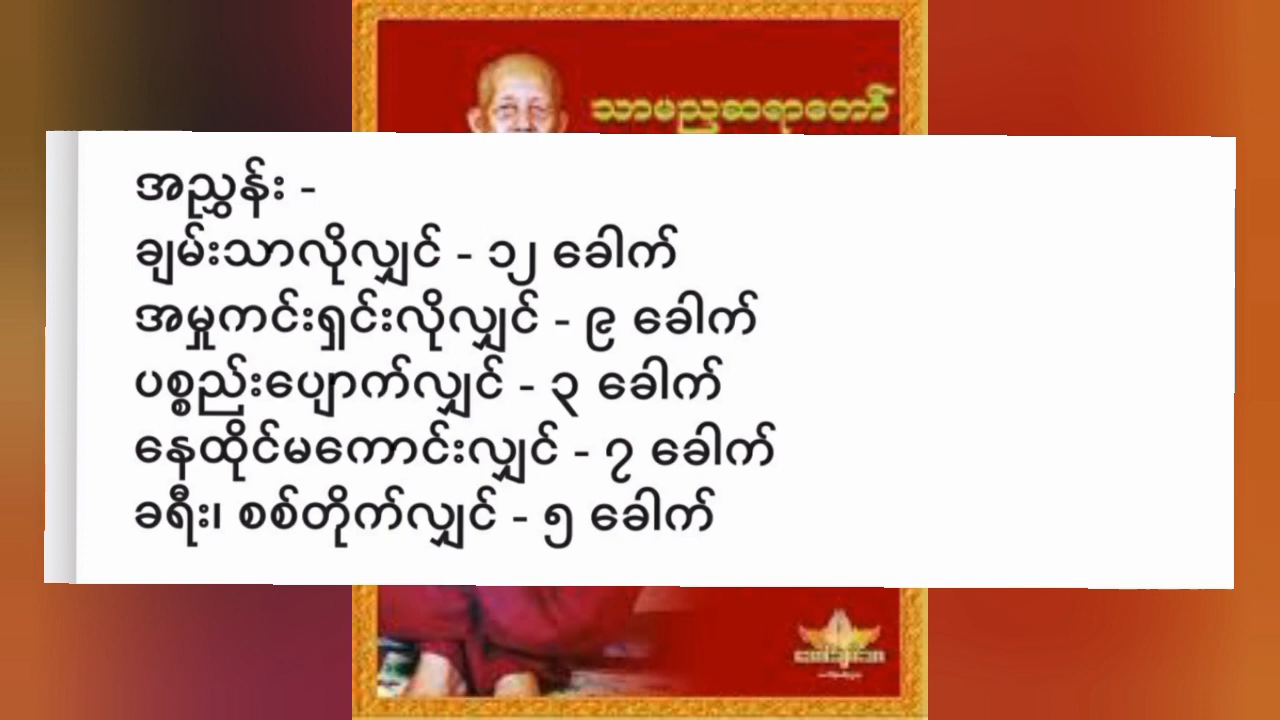 သာမညဆရာတော်
အညွှန်း -
ချမ်းသာလိုလျှင် - ၁၂ ခေါက်
အမှုကင်းရှင်းလိုလျှင် - ၉ ခေါက်
ပစ္စည်းပျောက်လျှင် - ၃ ခေါက်
နေထိုင်မကောင်းလျှင် - ၇ ခေါက်
ခရီး၊ စစ်တိုက်လျှင် - ၅ ခေါက်